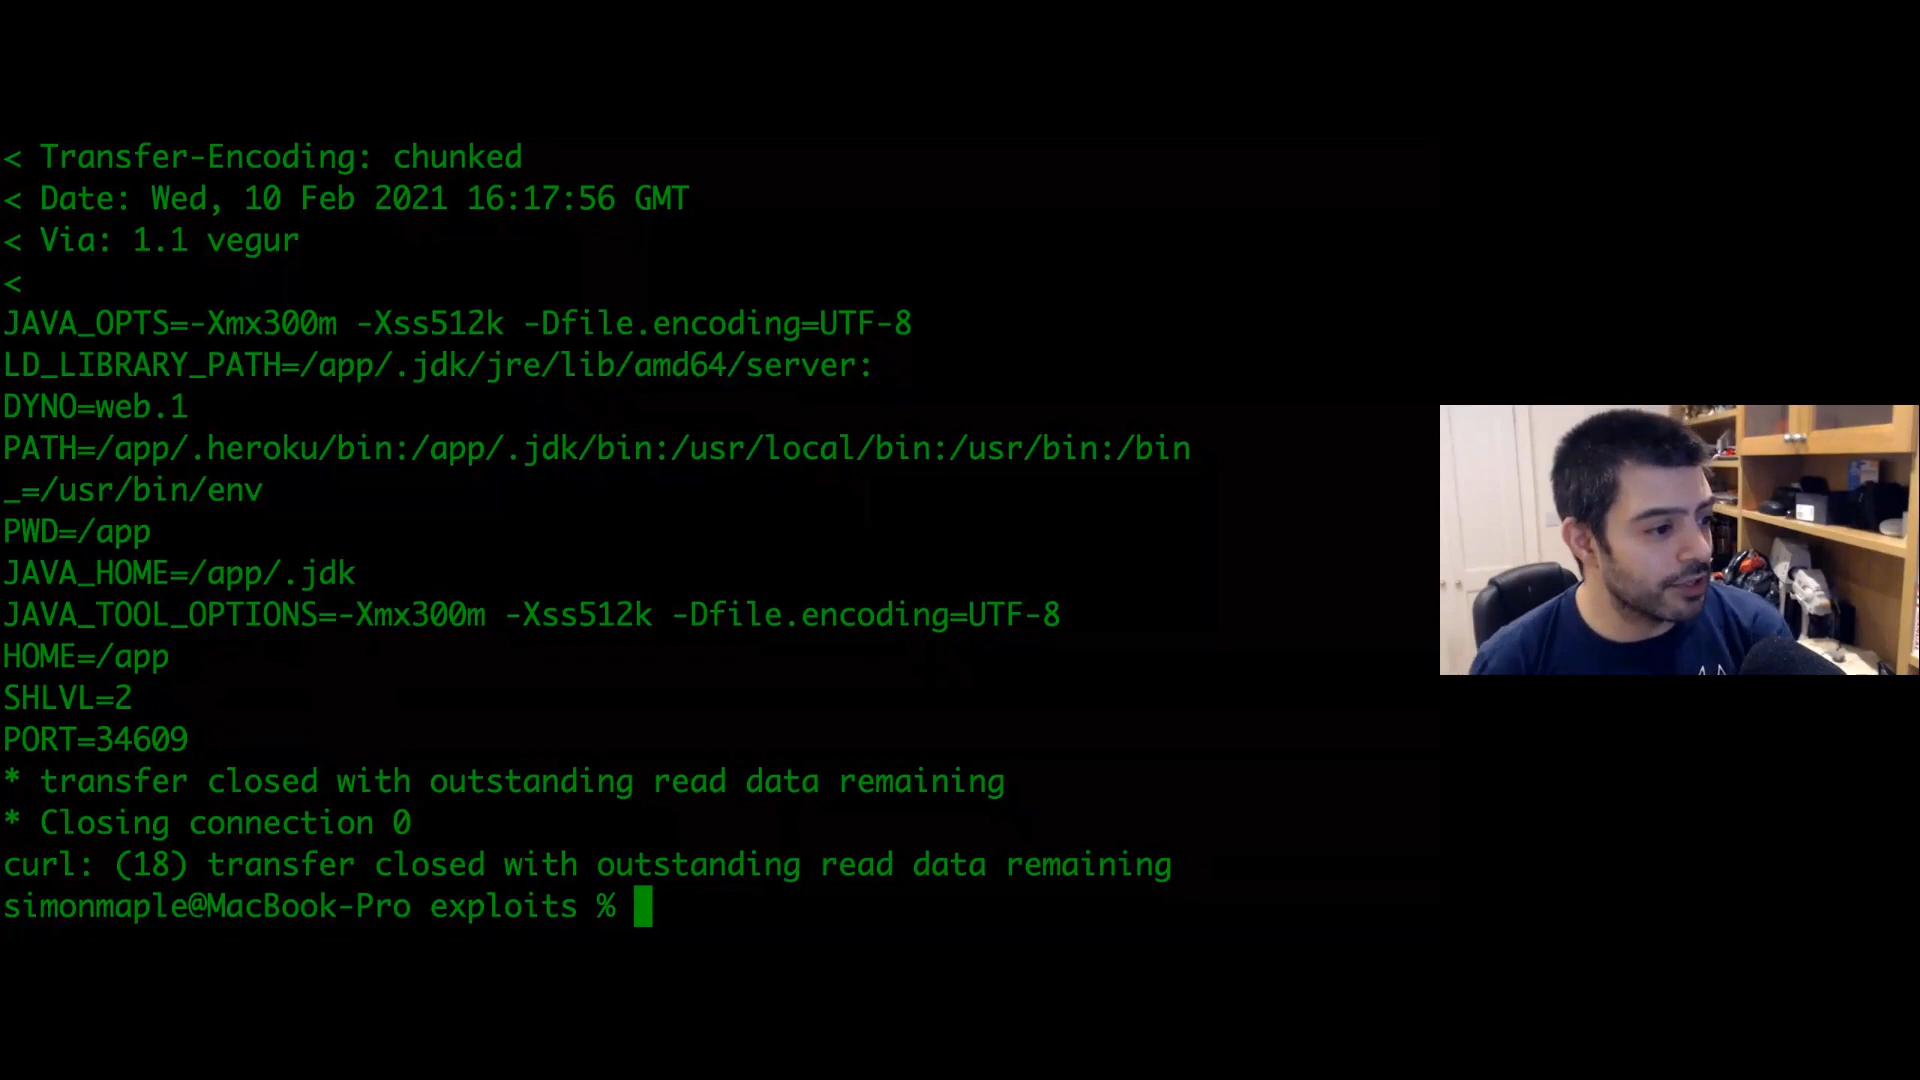 < Transfer-Encoding: chunked
< Date: Wed, 10 Feb 2021 16:17:56 GMT
< Via: 1.1 vegur
<
JAVA_OPTS=-Xmx300m -Xss512k -Dfile.encoding=UTF-8
LD_LIBRARY_PATH=/app/.jdk/jre/lib/amd64/server:
DYNO=web.1
PATH=/app/.heroku/bin:/app/.jdk/bin:/usr/local/bin:/usr/bin:/bin
_=/usr/bin/env
PWD=/app
JAVA_HOME=/app/.jdk
JAVA_TOOL_OPTIONS=-Xmx300m -Xss512k -Dfile.encoding=UTF-8
HOME=/app
SHLVL=2
PORT=34609
* transfer closed with outstanding read data remaining
* Closing connection 0
curl: (18) transfer closed with outstanding read data remaining
simonmaple@MacBook-Pro exploits %